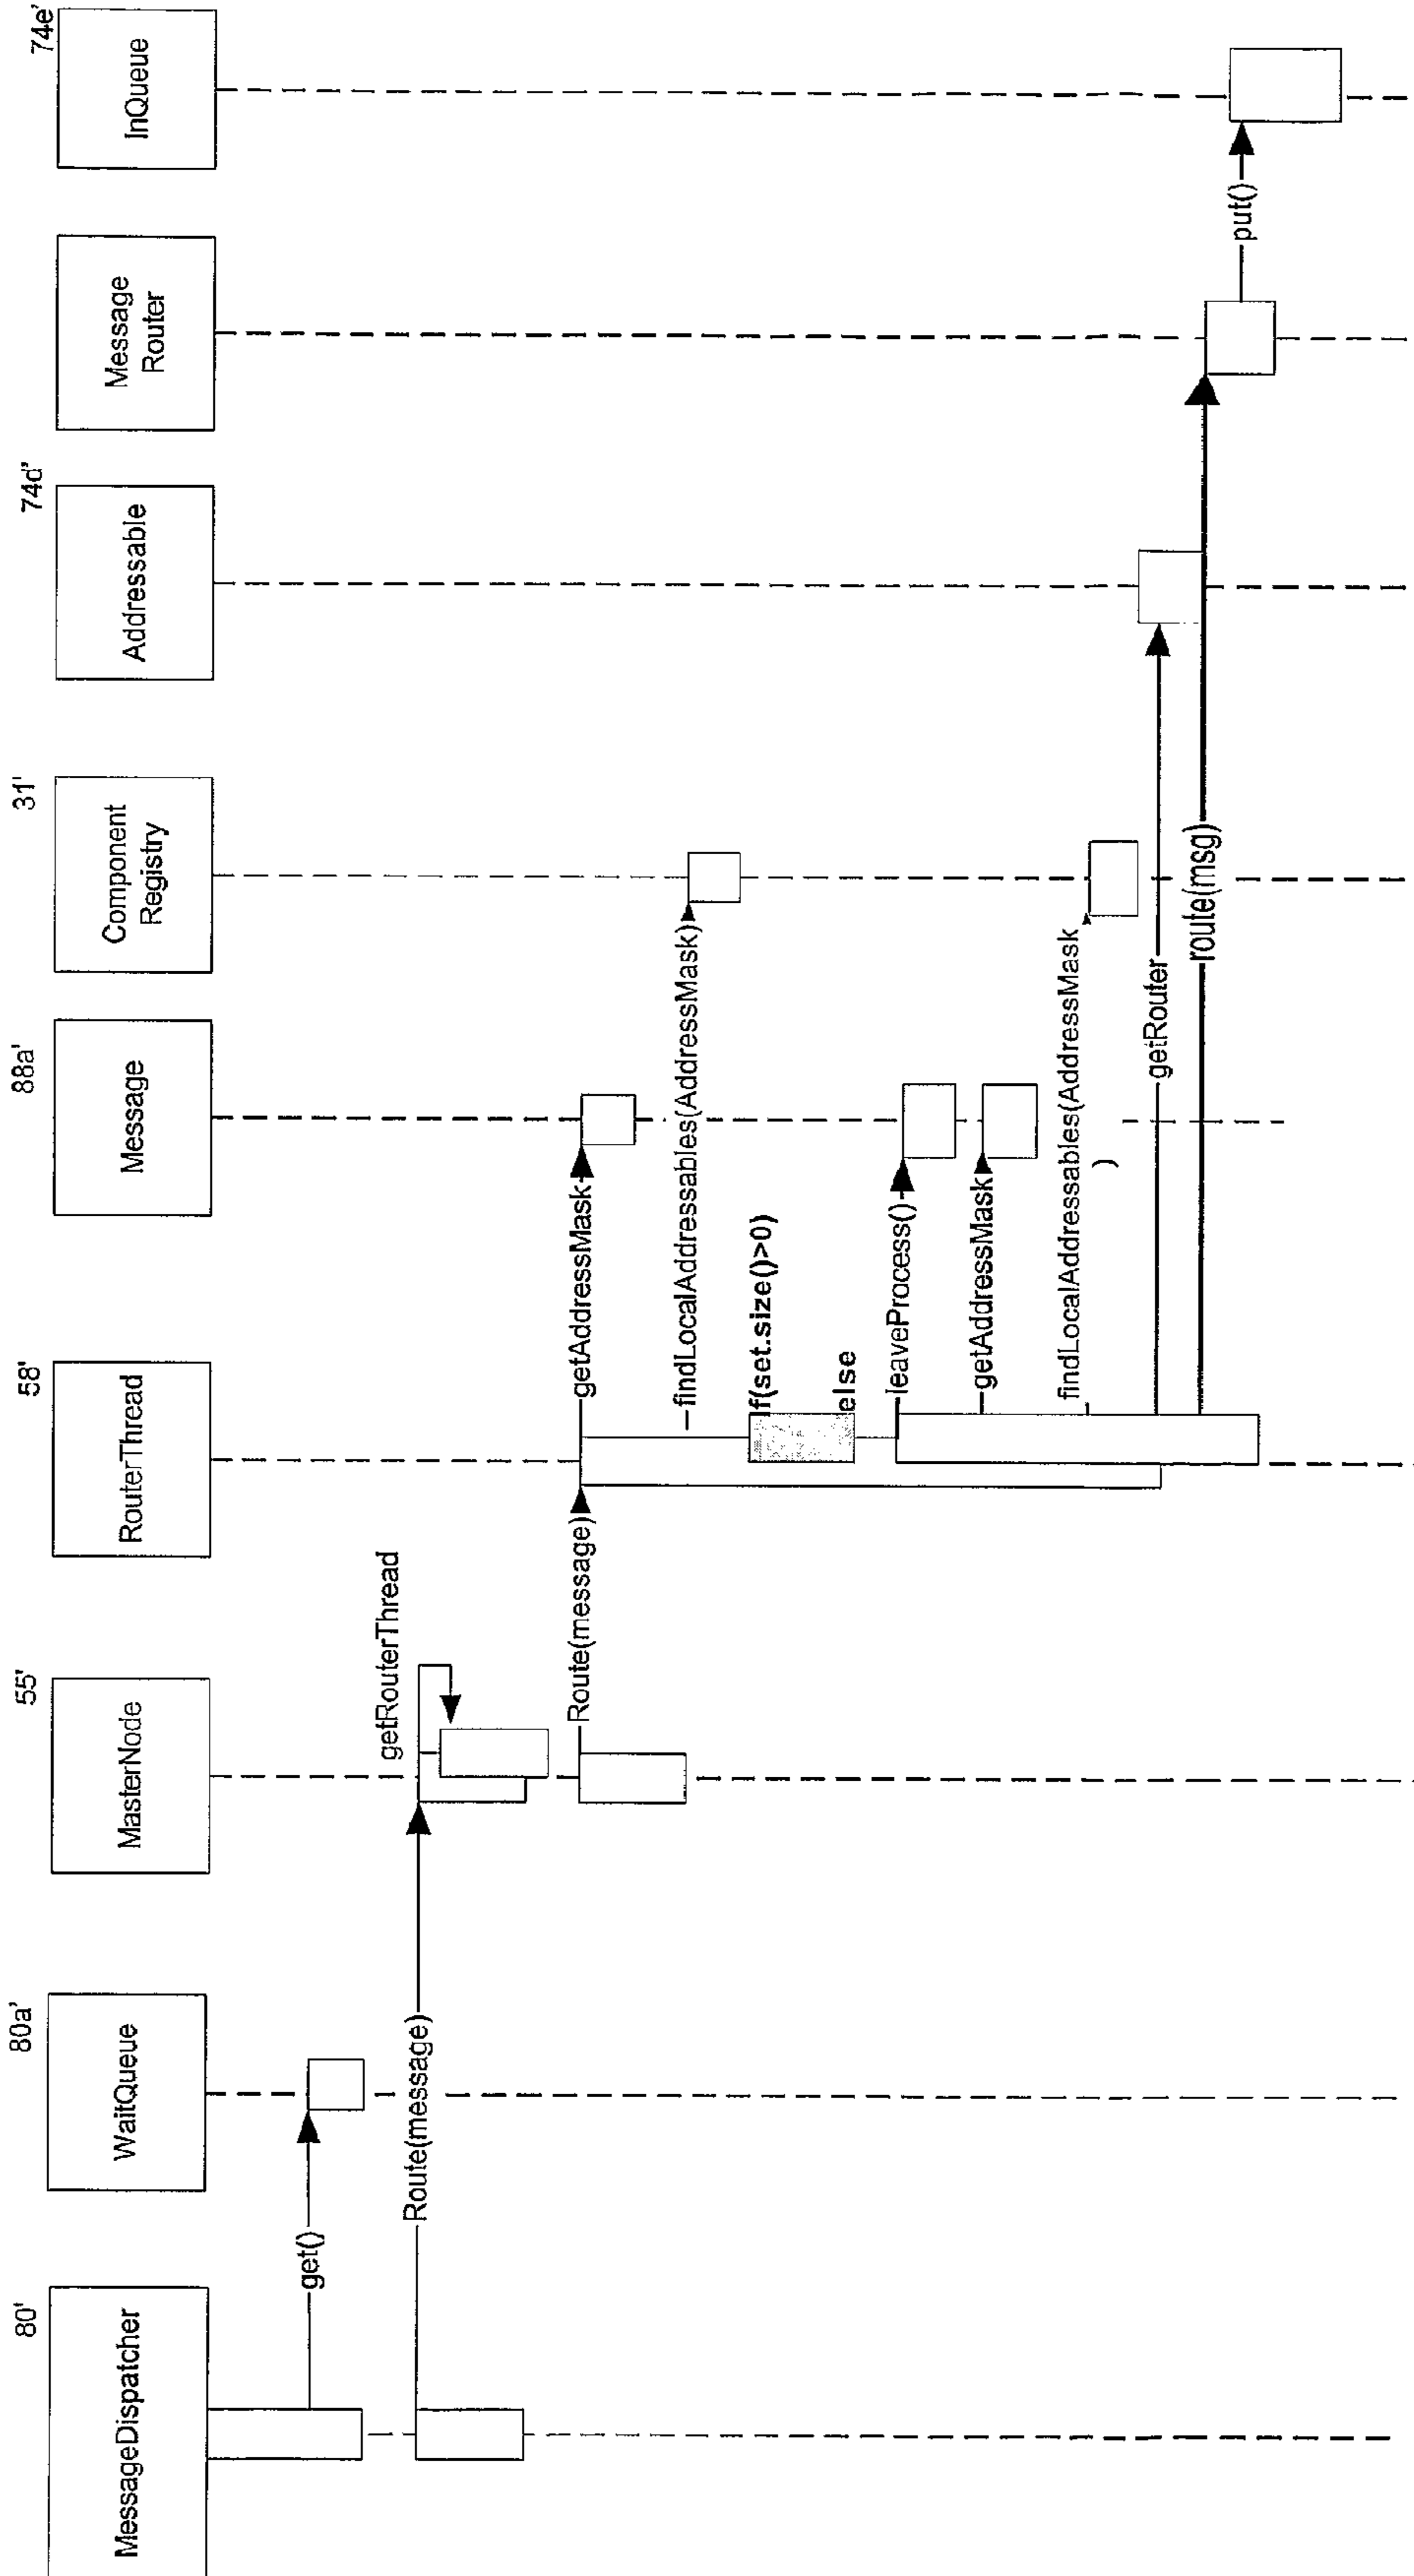 80'
MessageDispatcher
80a'
WaitQueue
55'
MasterNode
58'
RouterThread
88a'
Message
31'
Component
Registry
74d'
Addressable
Message
Router
74e'
InQueue
get()
Route(message)
getRouterThread
Route(message)
getAddressMask
findLocalAddressables(AddressMask)
if(set.size()>0)
else
leaveProcess()
getAddressMask
findLocalAddressables(AddressMask
)
getRouter
route(msg)
put()